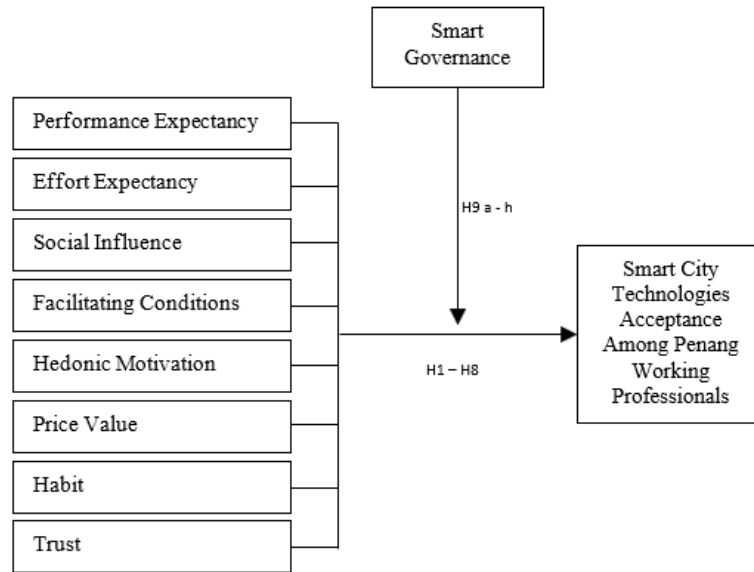 Smart
Governance
Performance Expectancy
Effort Expectancy
Social Influence
Facilitating Conditions
Hedonic Motivation
Price Value
Habit
Trust
H9 a - h
H1 – H8
Smart City
Technologies
Acceptance
Among Penang
Working
Professionals